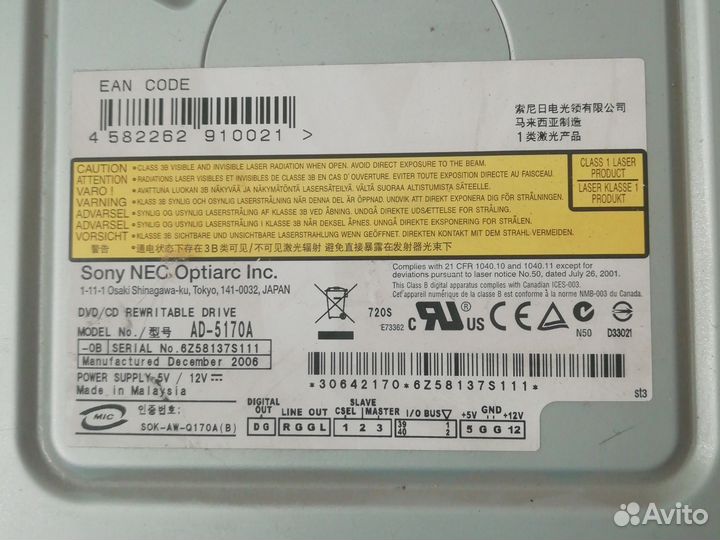 EAN CODE
4 582262 910021 >
索尼日电光领有限公司
马来西亚制造
1类激光产品
CAUTION • CLASS 3B VISIBLE AND INVISIBLE LASER RADIATION WHEN OPEN. AVOID DIRECT EXPOSURE TO THE BEAM.
ATTENTION • RADIATIONS LASER VISIBLES ET INVISIBLES DE CLASSE 3B EN CAS D'OUVERTURE. EVITER TOUTE EXPOSITION DIRECTE AU FAISCEAU.
VARO! • AVATTUNA LUOKAN 3B NÄKYVÄÄ JA NÄKYMÄTÖNTÄ LASERSÄTEILYÄ. VÄLTÄ SUORAA ALTISTUMISTA SÄTEELLE.
VARNING • KLASS 3B SYNLIG OCH OSYNLIG LASERSTRÅLNING NÄR DENNA DEL ÄR ÖPPNAD. UNDVIK ATT DIREKT EXPONERA DIG FÖR STRÅLNINGEN.
ADVARSEL • SYNLIG OG USYNLIG LASERSTRÅLING AF KLASSE 3B VED ÅBNING. UNDGÅ DIREKTE UDSÆTTELSE FOR STRÅLING.
ADVARSEL • SYNLIG OG USYNLIG KLASSE 3B LASERSTRÅLING NÅR DEKSEL ÅPNES. UNNGÅ DIREKTE EKSPONERING FOR STRÅLEN.
VORSICHT • KLASSE 3B SICHTBARE UND UNSICHTBARE LASERSTRAHLUNG WENN GEÖFFNET. DIREKTEN KONTAKT MIT DEM STRAHL VERMEIDEN.
警告 • 通电状态下存在3B类可见/不可见激光辐射 避免直接暴露在发射器光束下
CLASS 1 LASER
PRODUCT
LASER KLASSE 1
PRODUKT
Sony NEC Optiarc Inc.
1-11-1 Osaki Shinagawa-ku, Tokyo, 141-0032, JAPAN
Complies with 21 CFR 1040.10 and 1040.11 except for
deviations pursuant to laser notice No.50, dated July 26, 2001.
This Class B digital apparatus complies with Canadian ICES-003.
Cet appareil numérique de la classe B est conforme à la norme NMB-003 du Canada.
DVD/CD REWRITABLE DRIVE
MODEL No./型号 AD-5170A
-0B SERIAL No.6Z58137S111
Manufactured December 2006
POWER SUPPLY 5V / 12V
Made in Malaysia
720S
E73362
C RU US
CE
N50
D33021
*30642170*6Z58137S111*
st3
MIC
인증번호:
SOK-AW-Q170A(B)
DIGITAL OUT
DG
LINE OUT
RGGL
SLAVE
CSEL MASTER
1 2 3
I/O BUS
39 40 1 2
+5V GND +12V
5 G G 12
Avito